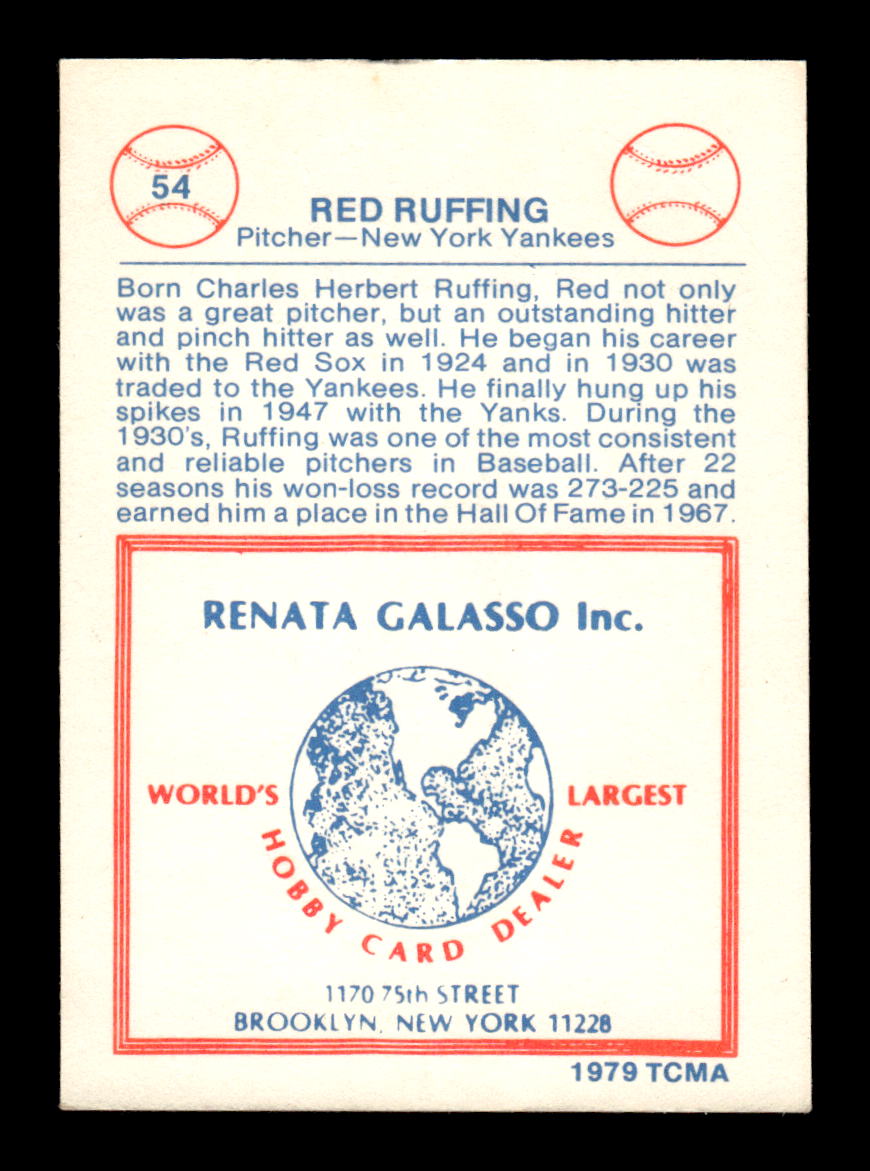 54
RED RUFFING
Pitcher—New York Yankees
Born Charles Herbert Ruffing, Red not only
was a great pitcher, but an outstanding hitter
and pinch hitter as well. He began his career
with the Red Sox in 1924 and in 1930 was
traded to the Yankees. He finally hung up his
spikes in 1947 with the Yanks. During the
1930's, Ruffing was one of the most consistent
and reliable pitchers in Baseball. After 22
seasons his won-loss record was 273-225 and
earned him a place in the Hall Of Fame in 1967.
RENATA GALASSO Inc.
WORLD'S LARGEST
HOBBY CARD DEALER
1170 75th STREET
BROOKLYN, NEW YORK 11228
1979 TCMA